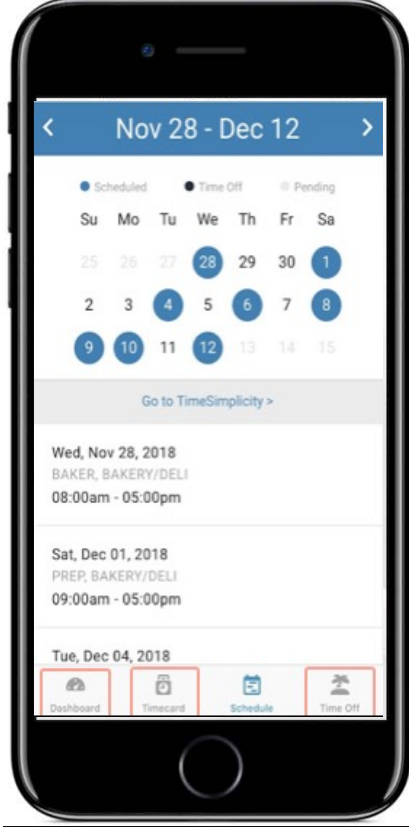 Nov 28 - Dec 12
Scheduled Time Off Pending
Su Mo Tu We Th Fr Sa
25 26 27 28 29 30 1
2 3 4 5 6 7 8
9 10 11 12 13 14 15
Go to TimeSimplicity >
Wed, Nov 28, 2018
BAKER, BAKERY/DELI
08:00am - 05:00pm
Sat, Dec 01, 2018
PREP, BAKERY/DELI
09:00am - 05:00pm
Tue, Dec 04, 2018
Dashboard Timecard Schedule Time Off